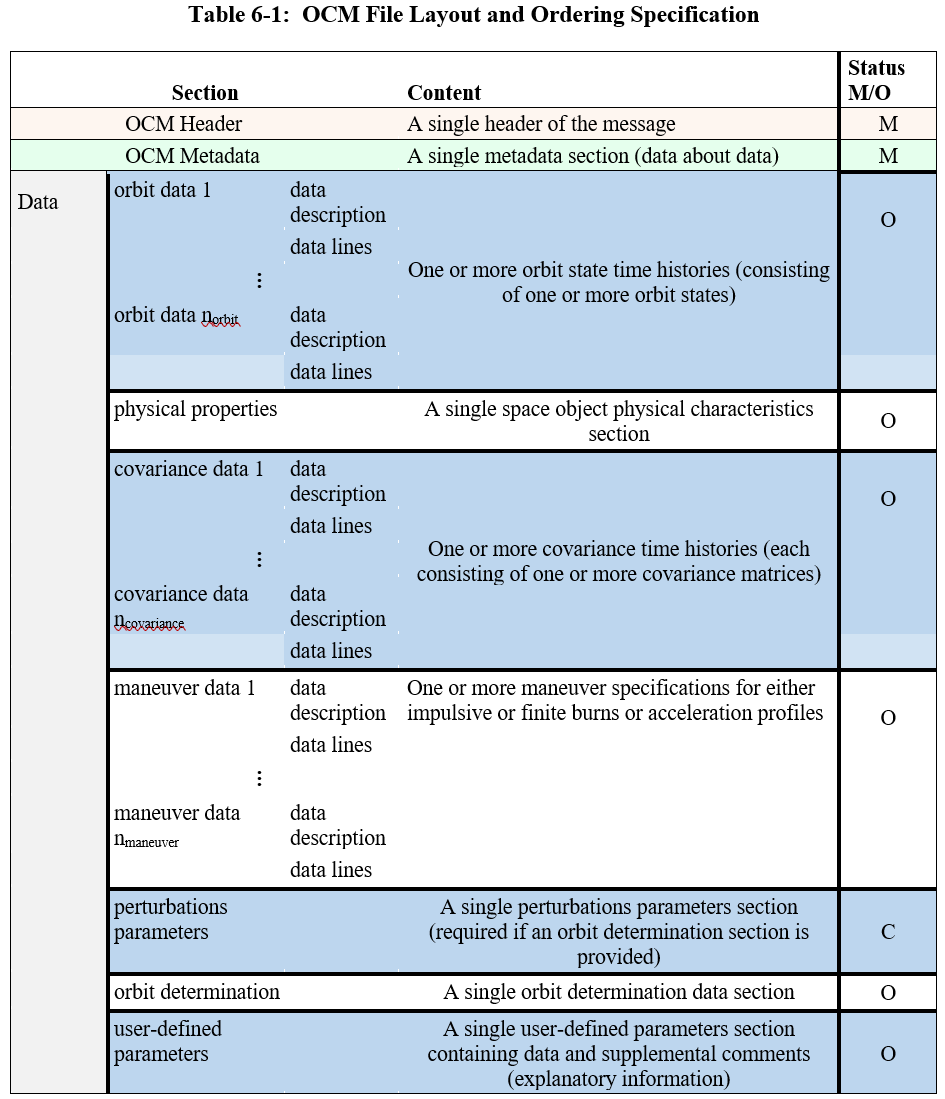 Table 6-1:  OCM File Layout and Ordering Specification
Section Content Status M/O
OCM Header A single header of the message M
OCM Metadata A single metadata section (data about data) M
Data
orbit data 1 data
description
data lines
⋮
orbit data norbit data
description
data lines
One or more orbit state time histories (consisting
of one or more orbit states)
O
physical properties A single space object physical characteristics
section
O
covariance data 1 data
description
data lines
⋮
covariance data
ncovariance
data
description
data lines
One or more covariance time histories (each
consisting of one or more covariance matrices)
O
maneuver data 1 data
description
data lines
⋮
maneuver data
nmaneuver
data
description
data lines
One or more maneuver specifications for either
impulsive or finite burns or acceleration profiles
O
perturbations
parameters
A single perturbations parameters section
(required if an orbit determination section is
provided)
C
orbit determination A single orbit determination data section O
user-defined
parameters
A single user-defined parameters section
containing data and supplemental comments
(explanatory information)
O